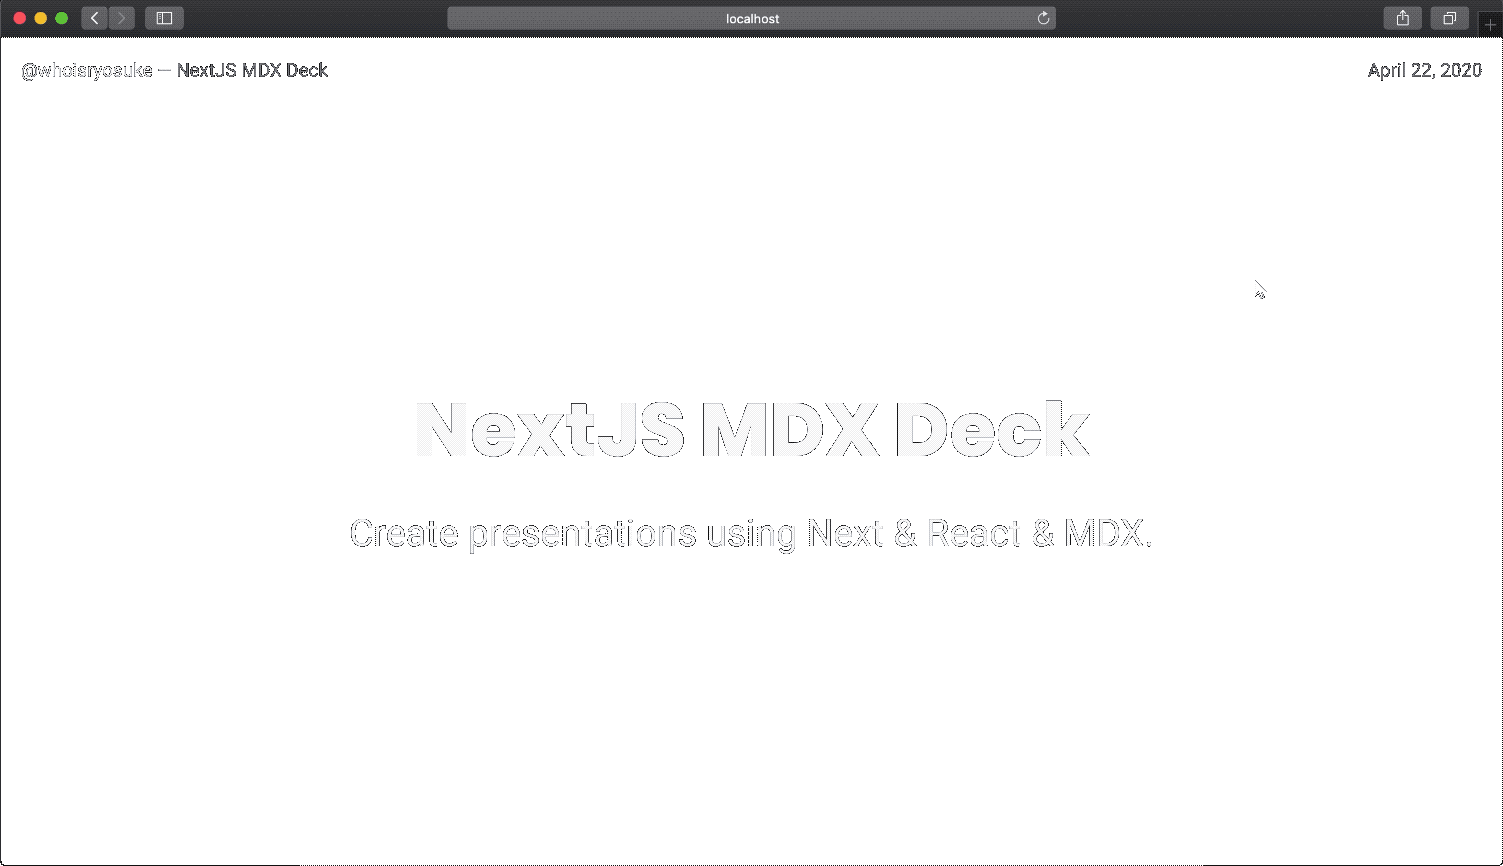 localhost
@whoisryosuke — NextJS MDX Deck
April 22, 2020
NextJS MDX Deck
Create presentations using Next & React & MDX.